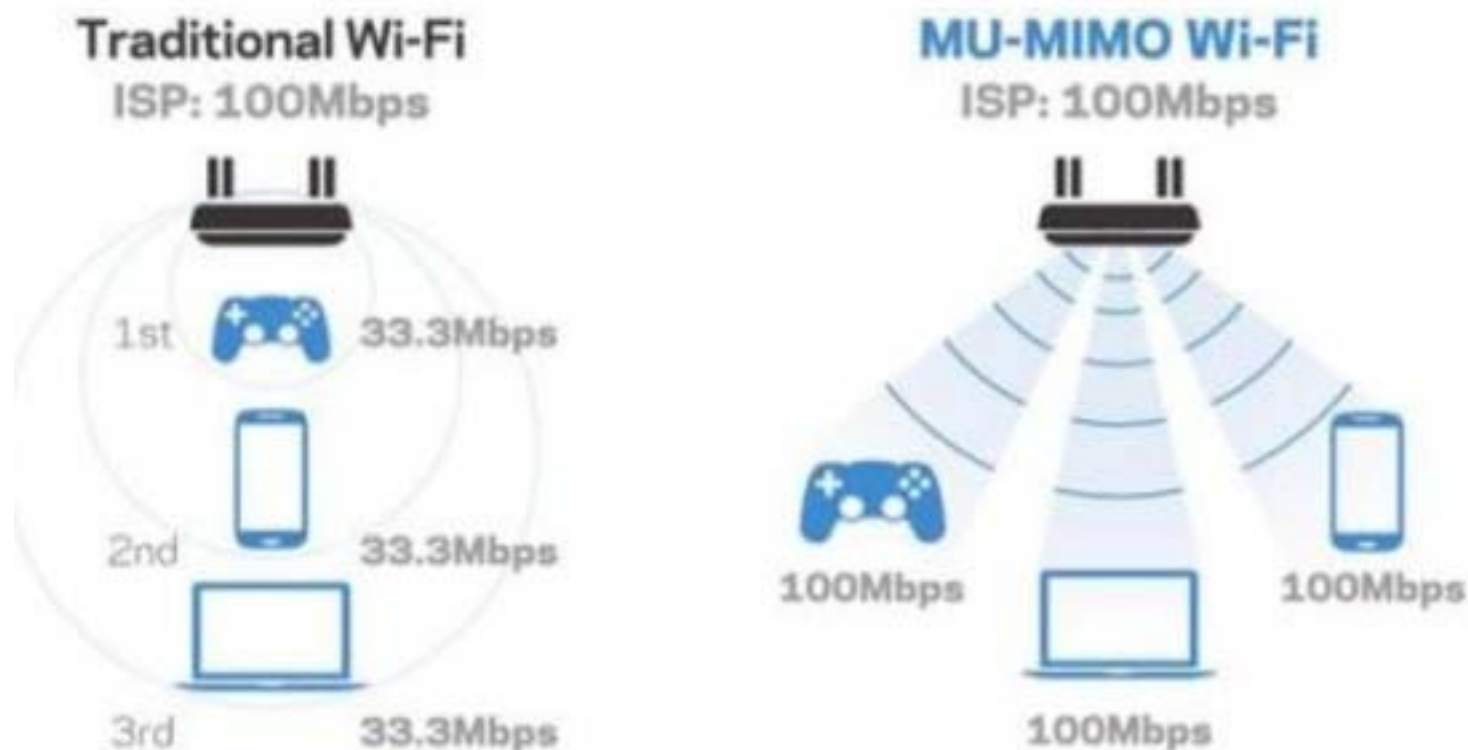 Traditional Wi-Fi
ISP: 100Mbps
1st 33.3Mbps
2nd 33.3Mbps
3rd 33.3Mbps
MU-MIMO Wi-Fi
ISP: 100Mbps
100Mbps
100Mbps
100Mbps